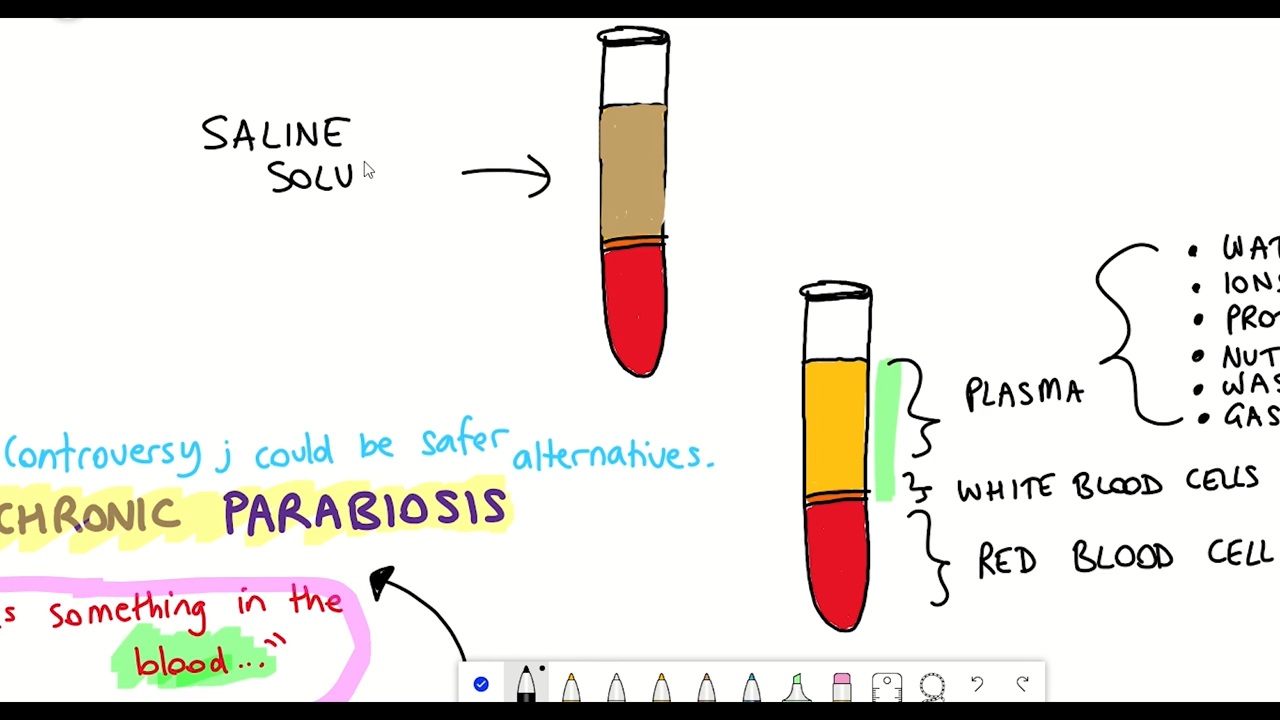 SALINE
SOLU
• WAT
• IONS
• PRO
• NUT
• WAS
• GAS
PLASMA
WHITE BLOOD CELLS
RED BLOOD CELL
Controversy ; could be safer alternatives.
CHRONIC PARABIOSIS
s something in the
blood..."